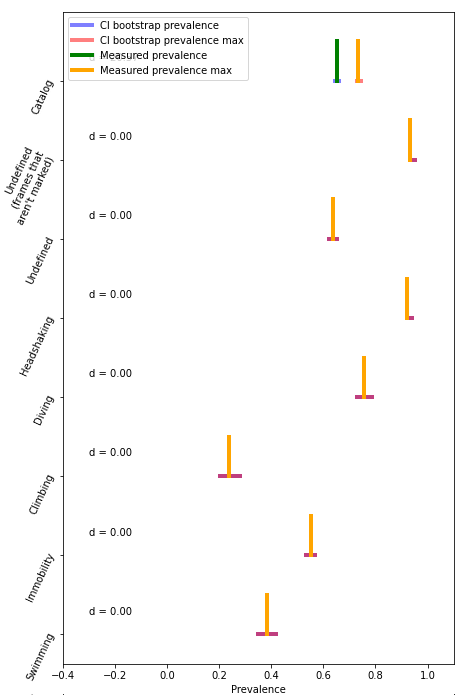 CI bootstrap prevalence
CI bootstrap prevalence max
Measured prevalence
Measured prevalence max
Catalog
d = 0.00
Undefined
(frames that
aren't marked)
d = 0.00
Undefined
d = 0.00
Headshaking
d = 0.00
Diving
d = 0.00
Climbing
d = 0.00
Immobility
d = 0.00
Swimming
−0.4
−0.2
0.0
0.2
0.4
0.6
0.8
1.0
Prevalence